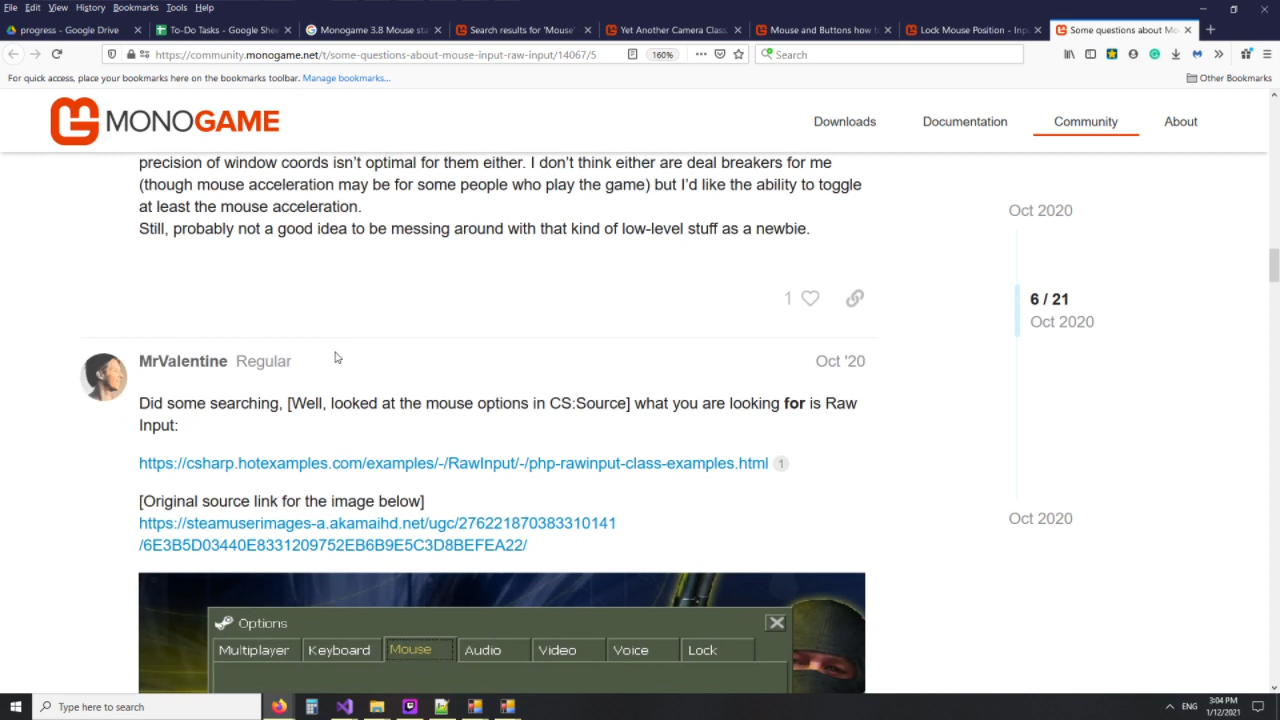 File Edit View History Bookmarks Tools Help
progress - Google Drive
To-Do Tasks - Google She
Monogame 3.8 Mouse sta
Search results for 'Mouse'
Yet Another Camera Class
Mouse and Buttons how t
Lock Mouse Position - Inp
Some questions about Mo
https://community.monogame.net/t/some-questions-about-mouse-input-raw-input/14067/5
160%
Search
For quick access, place your bookmarks here on the bookmarks toolbar. Manage bookmarks...
Other Bookmarks
MONOGAME
Downloads
Documentation
Community
About
precision of window coords isn't optimal for them either. I don't think either are deal breakers for me
(though mouse acceleration may be for some people who play the game) but I'd like the ability to toggle
at least the mouse acceleration.
Still, probably not a good idea to be messing around with that kind of low-level stuff as a newbie.
Oct 2020
1
6 / 21
Oct 2020
Oct 2020
MrValentine Regular
Oct '20
Did some searching, [Well, looked at the mouse options in CS:Source] what you are looking for is Raw
Input:
https://csharp.hotexamples.com/examples/-/RawInput/-/php-rawinput-class-examples.html 1
[Original source link for the image below]
https://steamuserimages-a.akamaihd.net/ugc/276221870383310141
/6E3B5D03440E8331209752EB6B9E5C3D8BEFEA22/
Options
Multiplayer
Keyboard
Mouse
Audio
Video
Voice
Lock
Type here to search
ENG
3:04 PM
1/12/2021